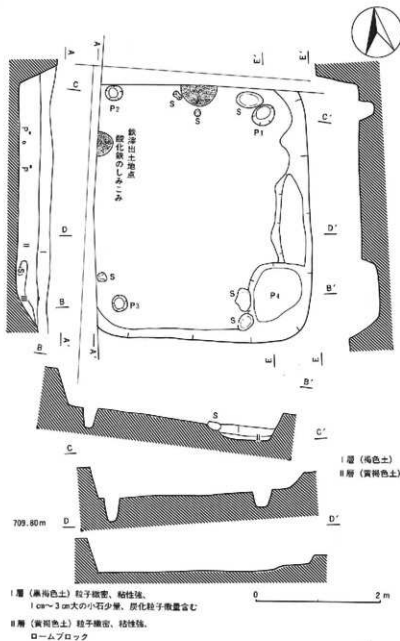 A
A'
E'
E'
C
P2
S
S
S
P1
C'
鉄滓出土地点
酸化鉄のしみこみ
P
P
D
D'
II
I
S
S
P3
S
P4
S
B
B'
A'
A'
B
E
E
B'
S
I
II
C
C'
I層(褐色土)
II層(黄褐色土)
709.80m
D
D'
I層(黒褐色土)粒子緻密、粘性強、
1cm~3cm大の小石少量、炭化粒子微量含む
II層(黄褐色土)粒子緻密、粘性強、
ロームブロック
0
2 m